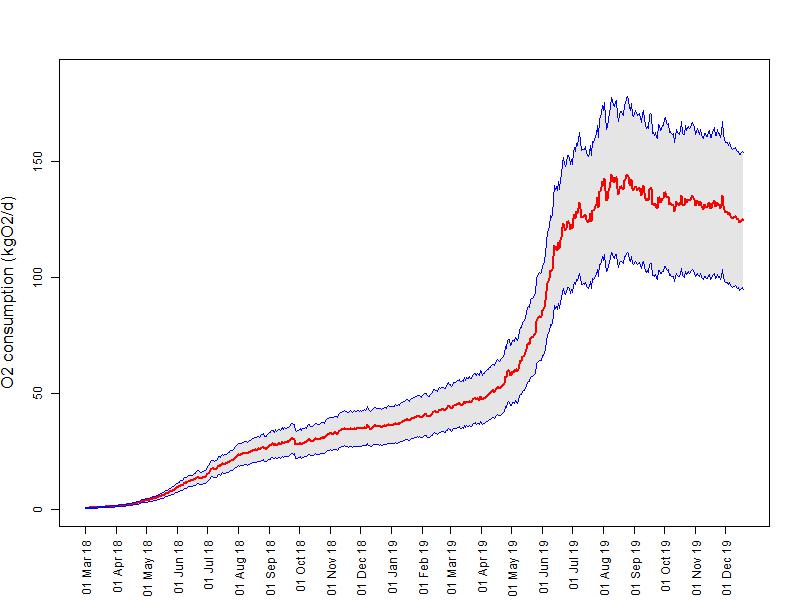 O2 consumption (kgO2/d)
150
100
50
0
01 Mar 18
01 Apr 18
01 May 18
01 Jun 18
01 Jul 18
01 Aug 18
01 Sep 18
01 Oct 18
01 Nov 18
01 Dec 18
01 Jan 19
01 Feb 19
01 Mar 19
01 Apr 19
01 May 19
01 Jun 19
01 Jul 19
01 Aug 19
01 Sep 19
01 Oct 19
01 Nov 19
01 Dec 19